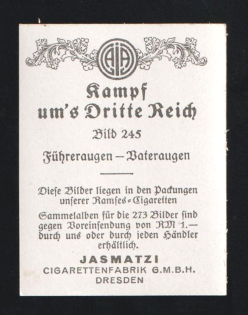 AJA
Kampf
um's Dritte Reich
Bild 245
Führeraugen – Vateraugen
Diese Bilder liegen in den Packungen
unserer Ramses-Cigaretten
Sammelalben für die 273 Bilder sind
gegen Voreinsendung von RM 1.—
durch uns oder durch jeden Händler
erhältlich.
JASMATZI
CIGARETTENFABRIK G.M.B.H.
DRESDEN